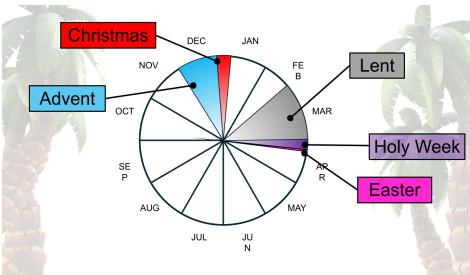 Christmas
DEC
JAN
NOV
FE
B
Lent
Advent
OCT
MAR
Holy Week
SE
P
AP
R
Easter
AUG
MAY
JUL
JU
N